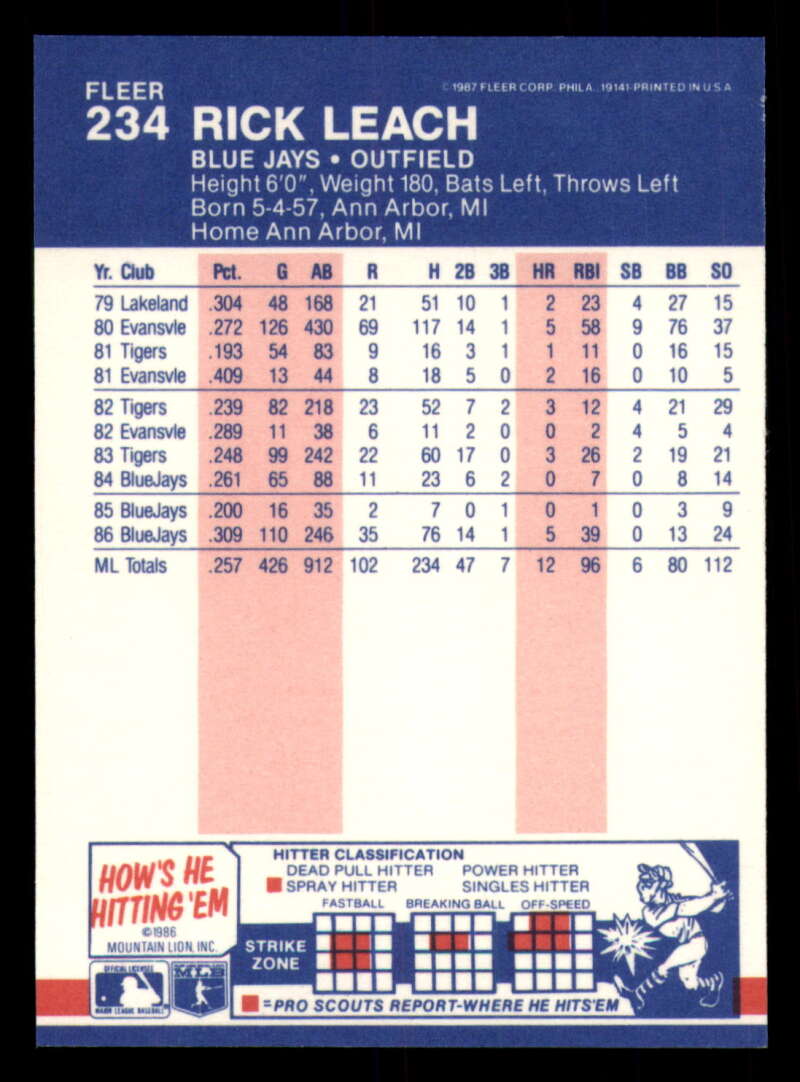 FLEER ©1987 FLEER CORP. PHILA., 19141-PRINTED IN U S A
234 RICK LEACH
BLUE JAYS • OUTFIELD
Height 6'0", Weight 180, Bats Left, Throws Left
Born 5-4-57, Ann Arbor, MI
Home Ann Arbor, MI
Yr. Club Pct. G AB R H 2B 3B HR RBI SB BB SO
79 Lakeland .304 48 168 21 51 10 1 2 23 4 27 15
80 Evansvle .272 126 430 69 117 14 1 5 58 9 76 37
81 Tigers .193 54 83 9 16 3 1 1 11 0 16 15
81 Evansvle .409 13 44 8 18 5 0 2 16 0 10 5
82 Tigers .239 82 218 23 52 7 2 3 12 4 21 29
82 Evansvle .289 11 38 6 11 2 0 0 2 4 5 4
83 Tigers .248 99 242 22 60 17 0 3 26 2 19 21
84 BlueJays .261 65 88 11 23 6 2 0 7 0 8 14
85 BlueJays .200 16 35 2 7 0 1 0 1 0 3 9
86 BlueJays .309 110 246 35 76 14 1 5 39 0 13 24
ML Totals .257 426 912 102 234 47 7 12 96 6 80 112
HOW'S HE
HITTING 'EM
©1986
MOUNTAIN LION, INC.
HITTER CLASSIFICATION
DEAD PULL HITTER POWER HITTER
SPRAY HITTER SINGLES HITTER
FASTBALL BREAKING BALL OFF-SPEED
STRIKE
ZONE
=PRO SCOUTS REPORT-WHERE HE HITS'EM
OFFICIAL LICENSEE
MAJOR LEAGUE BASEBALL
MLB